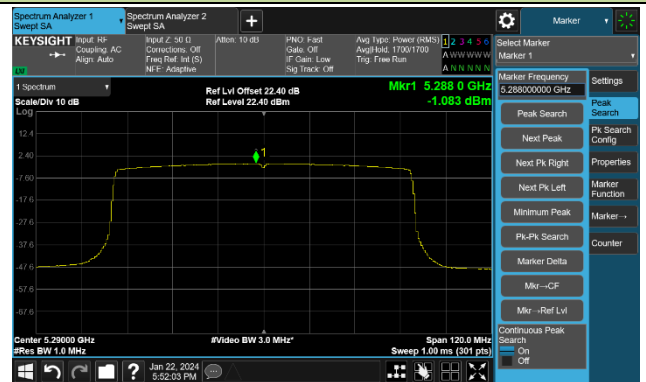 Spectrum Analyzer 1
Swept SA
Spectrum Analyzer 2
Swept SA
+
Marker
KEYSIGHT
Input: RF
Coupling: AC
Align: Auto
Input Z: 50 Ω
Corrections: Off
Freq Ref: Int (S)
NFE: Adaptive
Atten: 10 dB
PNO: Fast
Gate: Off
IF Gain: Low
Sig Track: Off
Avg Type: Power (RMS)
Avg|Hold: 1700/1700
Trig: Free Run
1 2 3 4 5 6
A W W W W W
A N N N N N
Select Marker
Marker 1
1 Spectrum
Scale/Div 10 dB
Log
Ref Lvl Offset 22.40 dB
Ref Level 22.40 dBm
Mkr1 5.288 0 GHz
-1.083 dBm
12.4
2.40
-7.60
-17.6
-27.6
-37.6
-47.6
-57.6
-67.6
1
Center 5.29000 GHz
#Res BW 1.0 MHz
#Video BW 3.0 MHz*
Span 120.0 MHz
Sweep 1.00 ms (301 pts)
Marker Frequency
5.288000000 GHz
Peak Search
Next Peak
Next Pk Right
Next Pk Left
Minimum Peak
Pk-Pk Search
Marker Delta
Mkr→CF
Mkr→Ref Lvl
Continuous Peak
Search
On
Off
Settings
Peak
Search
Pk Search
Config
Properties
Marker
Function
Marker→
Counter
?
Jan 22, 2024
5:52:03 PM